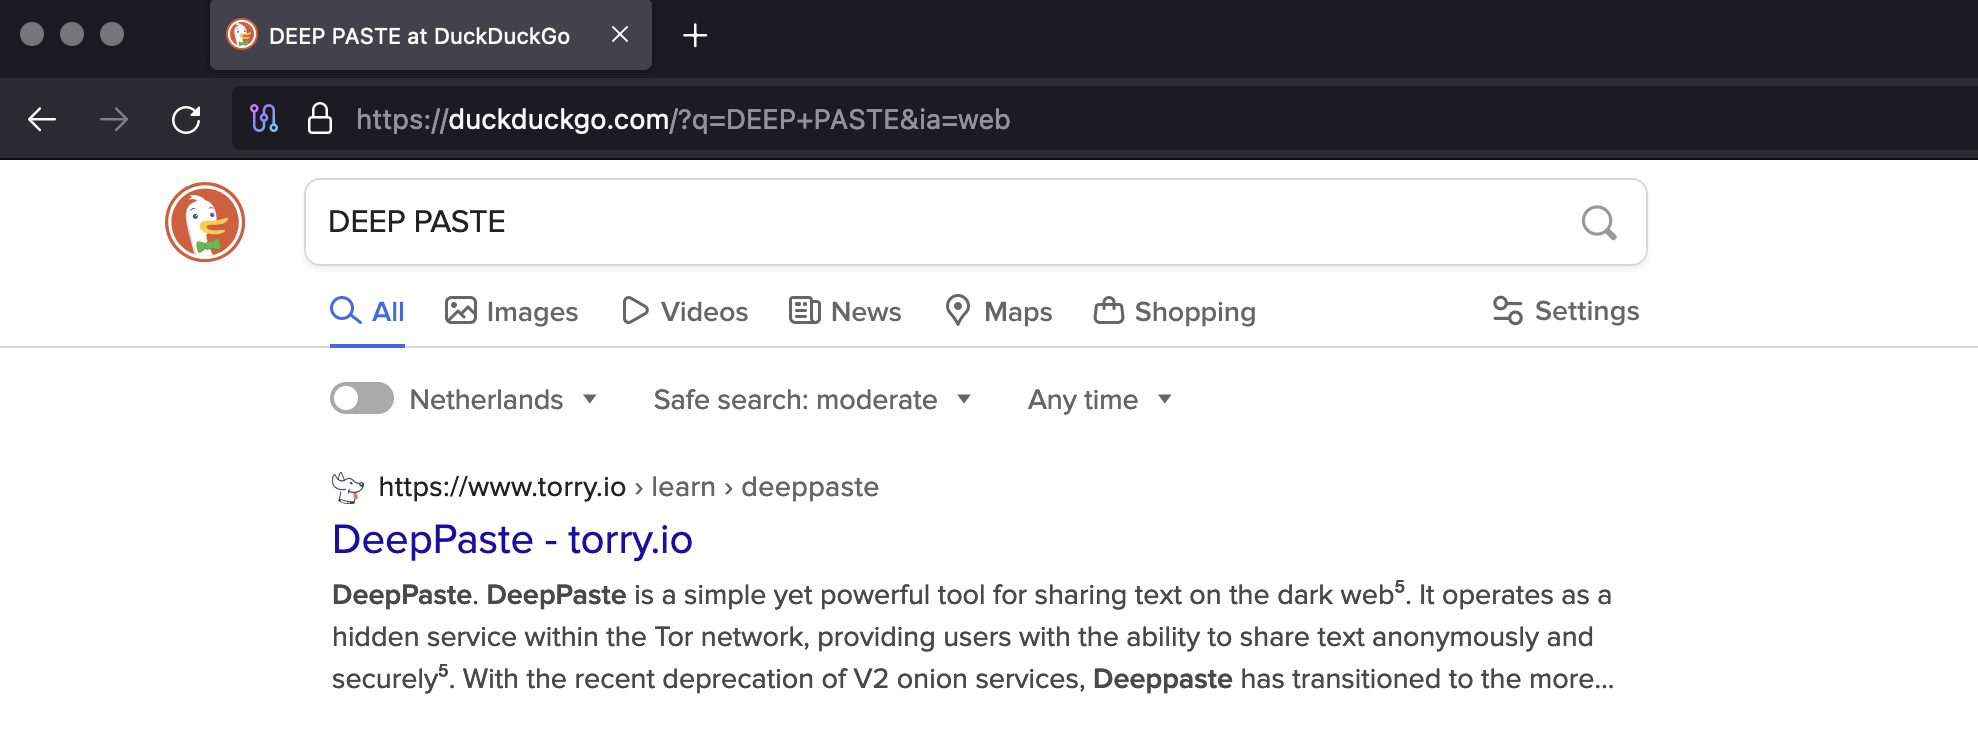 DEEP PASTE at DuckDuckGo
https://duckduckgo.com/?q=DEEP+PASTE&ia=web
DEEP PASTE
All Images Videos News Maps Shopping Settings
Netherlands Safe search: moderate Any time
https://www.torry.io › learn › deeppaste
DeepPaste - torry.io
DeepPaste. DeepPaste is a simple yet powerful tool for sharing text on the dark web⁵. It operates as a
hidden service within the Tor network, providing users with the ability to share text anonymously and
securely⁵. With the recent deprecation of V2 onion services, Deeppaste has transitioned to the more...